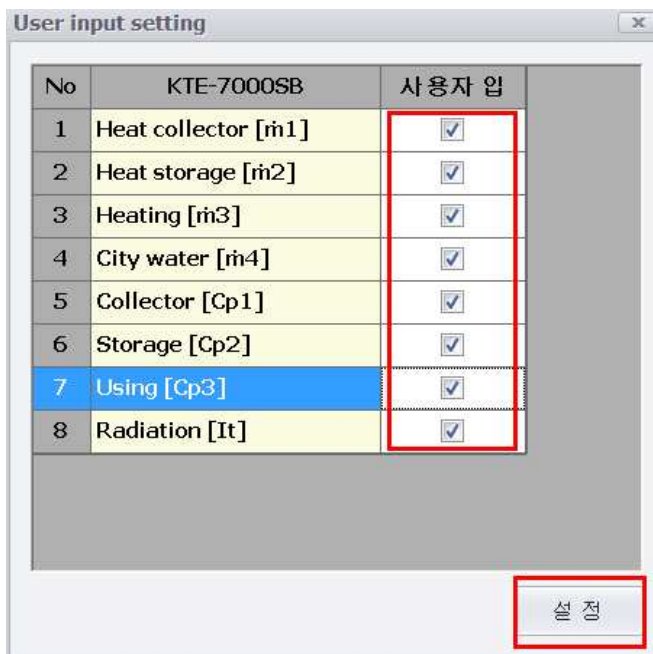 User input setting
No KTE-7000SB 사용자 입
1 Heat collector [ṁ1]
2 Heat storage [ṁ2]
3 Heating [ṁ3]
4 City water [ṁ4]
5 Collector [Cp1]
6 Storage [Cp2]
7 Using [Cp3]
8 Radiation [It]
설 정